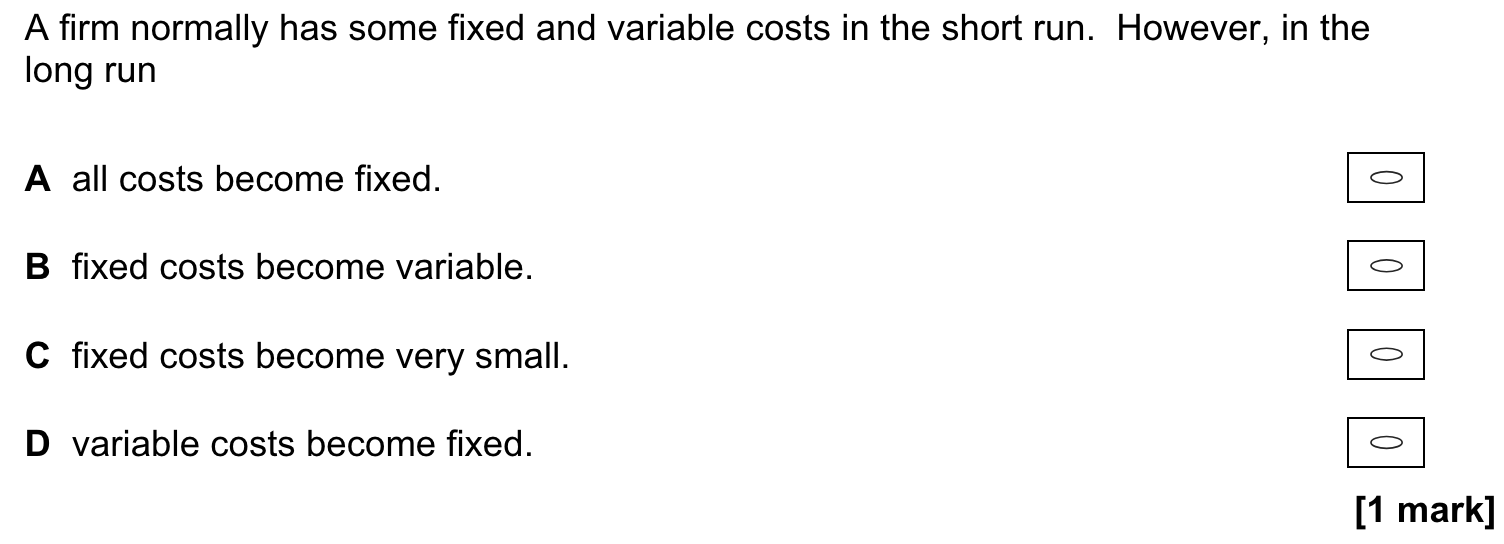 A firm normally has some fixed and variable costs in the short run.  However, in the
long run
A all costs become fixed.
B fixed costs become variable.
C fixed costs become very small.
D variable costs become fixed.
[1 mark]